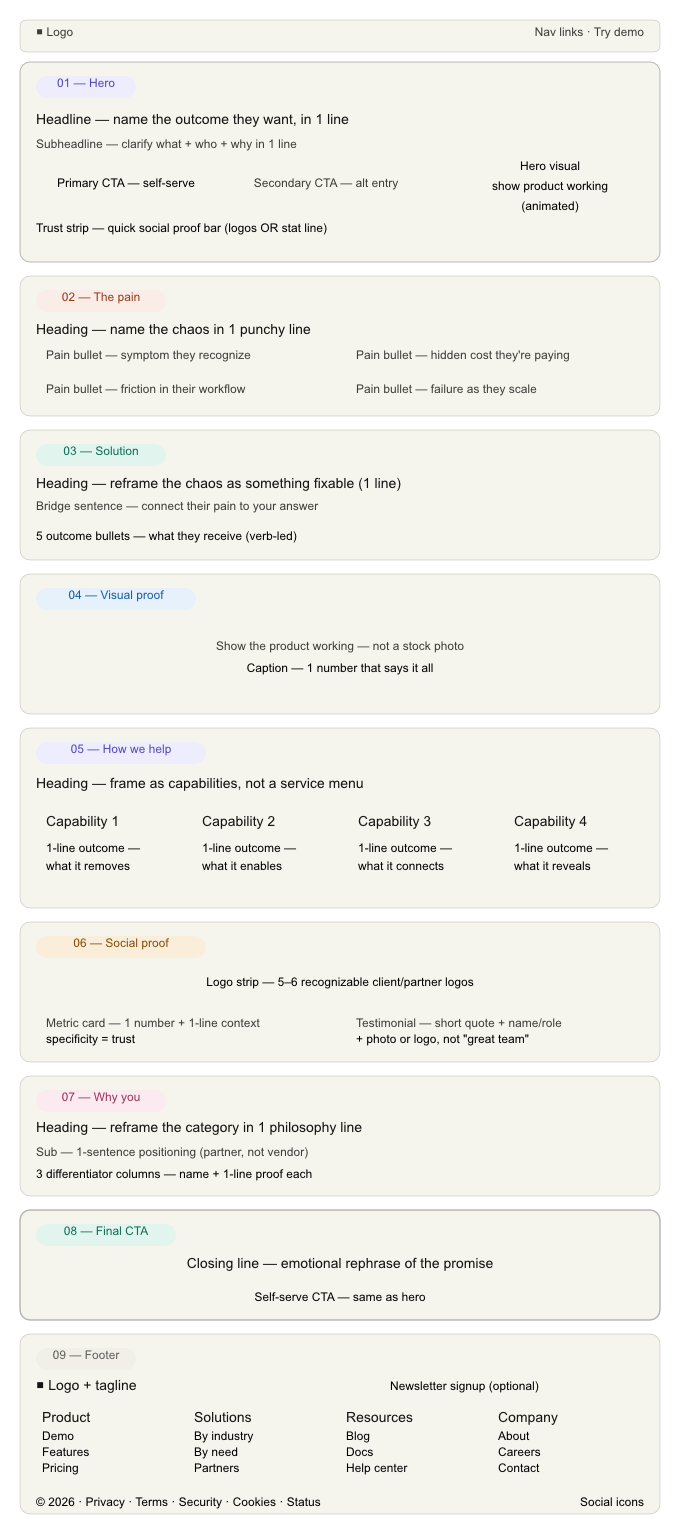 ■ Logo
Nav links · Try demo
01 — Hero
Headline — name the outcome they want, in 1 line
Subheadline — clarify what + who + why in 1 line
Primary CTA — self-serve
Secondary CTA — alt entry
Hero visual
show product working
(animated)
Trust strip — quick social proof bar (logos OR stat line)
02 — The pain
Heading — name the chaos in 1 punchy line
Pain bullet — symptom they recognize
Pain bullet — hidden cost they're paying
Pain bullet — friction in their workflow
Pain bullet — failure as they scale
03 — Solution
Heading — reframe the chaos as something fixable (1 line)
Bridge sentence — connect their pain to your answer
5 outcome bullets — what they receive (verb-led)
04 — Visual proof
Show the product working — not a stock photo
Caption — 1 number that says it all
05 — How we help
Heading — frame as capabilities, not a service menu
Capability 1
1-line outcome —
what it removes
Capability 2
1-line outcome —
what it enables
Capability 3
1-line outcome —
what it connects
Capability 4
1-line outcome —
what it reveals
06 — Social proof
Logo strip — 5–6 recognizable client/partner logos
Metric card — 1 number + 1-line context
specificity = trust
Testimonial — short quote + name/role
+ photo or logo, not "great team"
07 — Why you
Heading — reframe the category in 1 philosophy line
Sub — 1-sentence positioning (partner, not vendor)
3 differentiator columns — name + 1-line proof each
08 — Final CTA
Closing line — emotional rephrase of the promise
Self-serve CTA — same as hero
09 — Footer
■ Logo + tagline
Newsletter signup (optional)
Product
Demo
Features
Pricing
Solutions
By industry
By need
Partners
Resources
Blog
Docs
Help center
Company
About
Careers
Contact
© 2026 · Privacy · Terms · Security · Cookies · Status
Social icons